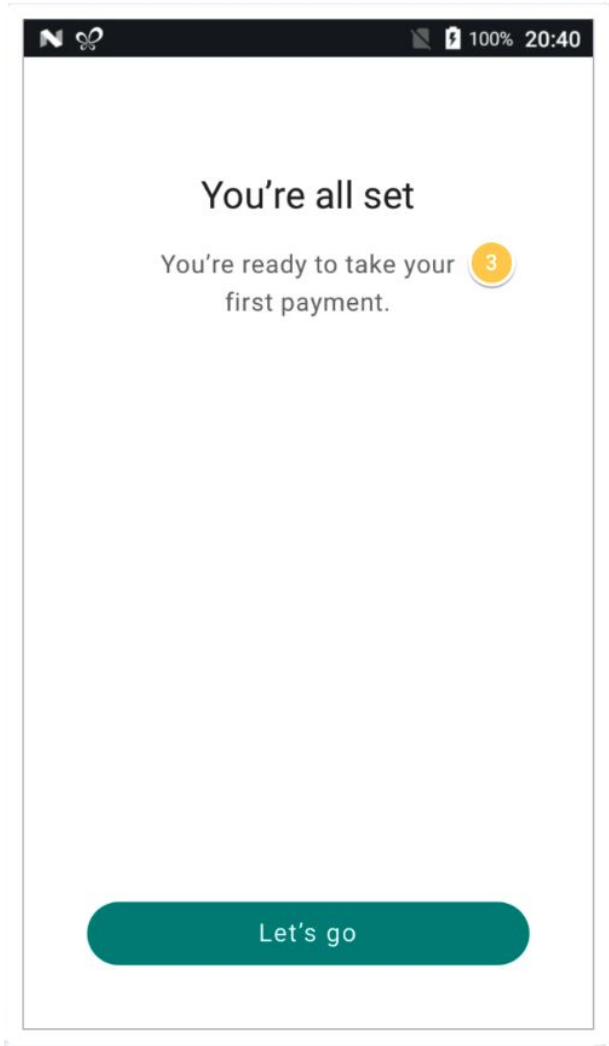 100% 20:40
You’re all set
You’re ready to take your 3
first payment.
Let’s go